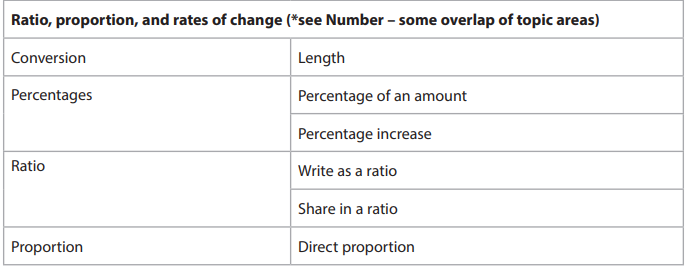 Ratio, proportion, and rates of change (*see Number – some overlap of topic areas)
Conversion Length
Percentages Percentage of an amount
Percentage increase
Ratio Write as a ratio
Share in a ratio
Proportion Direct proportion